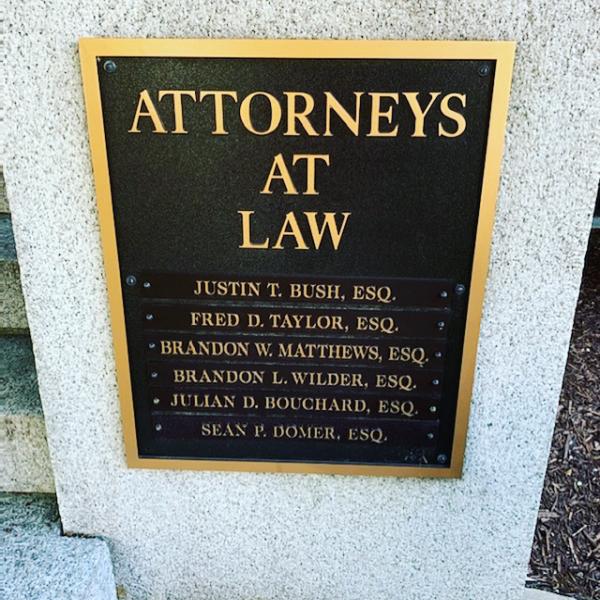 ATTORNEYS
AT
LAW
JUSTIN T. BUSH, ESQ.
FRED D. TAYLOR, ESQ.
BRANDON W. MATTHEWS, ESQ.
BRANDON L. WILDER, ESQ.
JULIAN D. BOUCHARD, ESQ.
SEAN P. DOMER, ESQ.